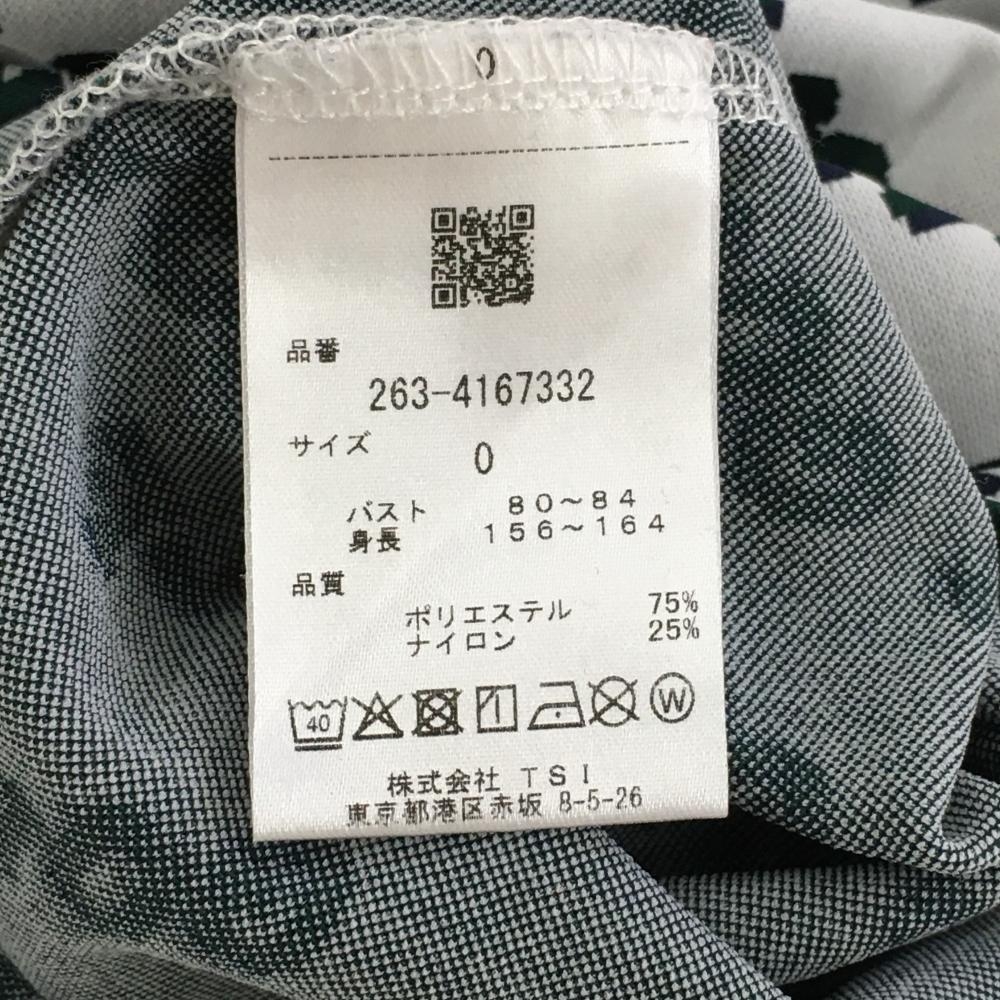 0
品番
263-4167332
サイズ
0
バスト 80～84
身長 156～164
品質
ポリエステル 75%
ナイロン 25%
40 W
株式会社 TSI
東京都港区赤坂 8-5-26